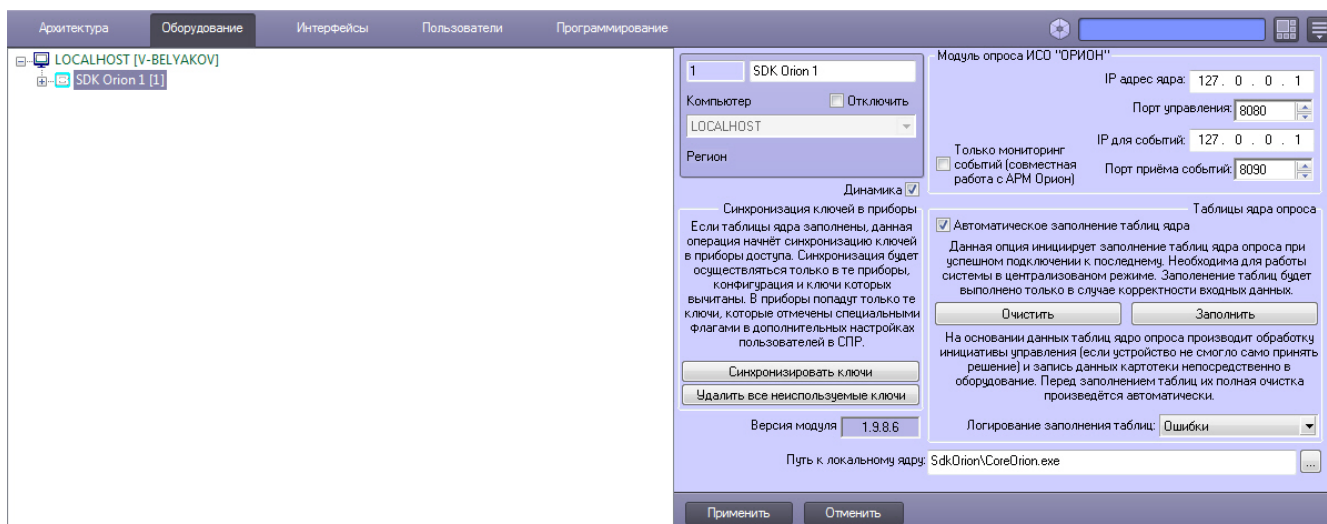 Архитектура
Оборудование
Интерфейсы
Пользователи
Программирование
LOCALHOST [V-BELYAKOV]
SDK Orion 1 [1]
1
SDK Orion 1
Компьютер
Отключить
LOCALHOST
Регион
Динамика
Синхронизация ключей в приборы
Если таблицы ядра заполнены, данная
операция начнёт синхронизацию ключей
в приборы доступа. Синхронизация будет
осуществляться только в те приборы,
конфигурация и ключи которых
вычитаны. В приборы попадут только те
ключи, которые отмечены специальными
флагами в дополнительных настройках
пользователей в СПР.
Синхронизировать ключи
Удалить все неиспользуемые ключи
Версия модуля 1.9.8.6
Модуль опроса ИСО "ОРИОН"
IP адрес ядра: 127 . 0 . 0 . 1
Порт управления: 8080
IP для событий: 127 . 0 . 0 . 1
Порт приёма событий: 8090
Только мониторинг
событий (совместная
работа с АРМ Орион)
Таблицы ядра опроса
Автоматическое заполнение таблиц ядра
Данная опция инициирует заполнение таблиц ядра опроса при
успешном подключении к последнему. Необходима для работы
системы в централизованом режиме. Заполенение таблиц будет
выполнено только в случае корректности входных данных.
Очистить
Заполнить
На основании данных таблиц ядро опроса производит обработку
инициативы управления (если устройство не смогло само принять
решение) и запись данных картотеки непосредственно в
оборудование. Перед заполнением таблиц их полная очистка
произведётся автоматически.
Логирование заполнения таблиц: Ошибки
Путь к локальному ядру: SdkOrion\CoreOrion.exe
...
Применить
Отменить